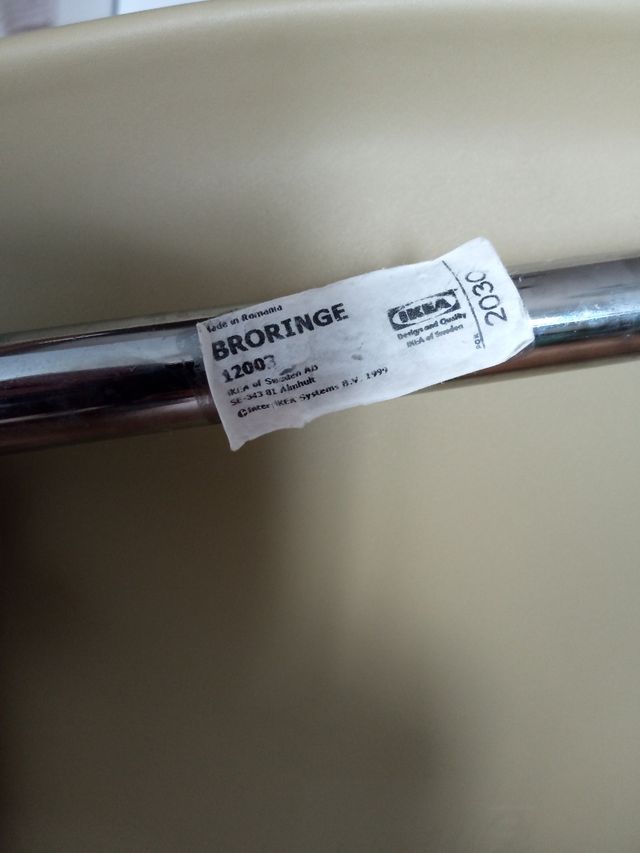 Made in Romania
BRORINGE
12003
IKEA of Sweden AB
SE-343 81 Älmhult
© Inter IKEA Systems B.V. 1999
IKEA
Design and Quality
IKEA of Sweden
2030